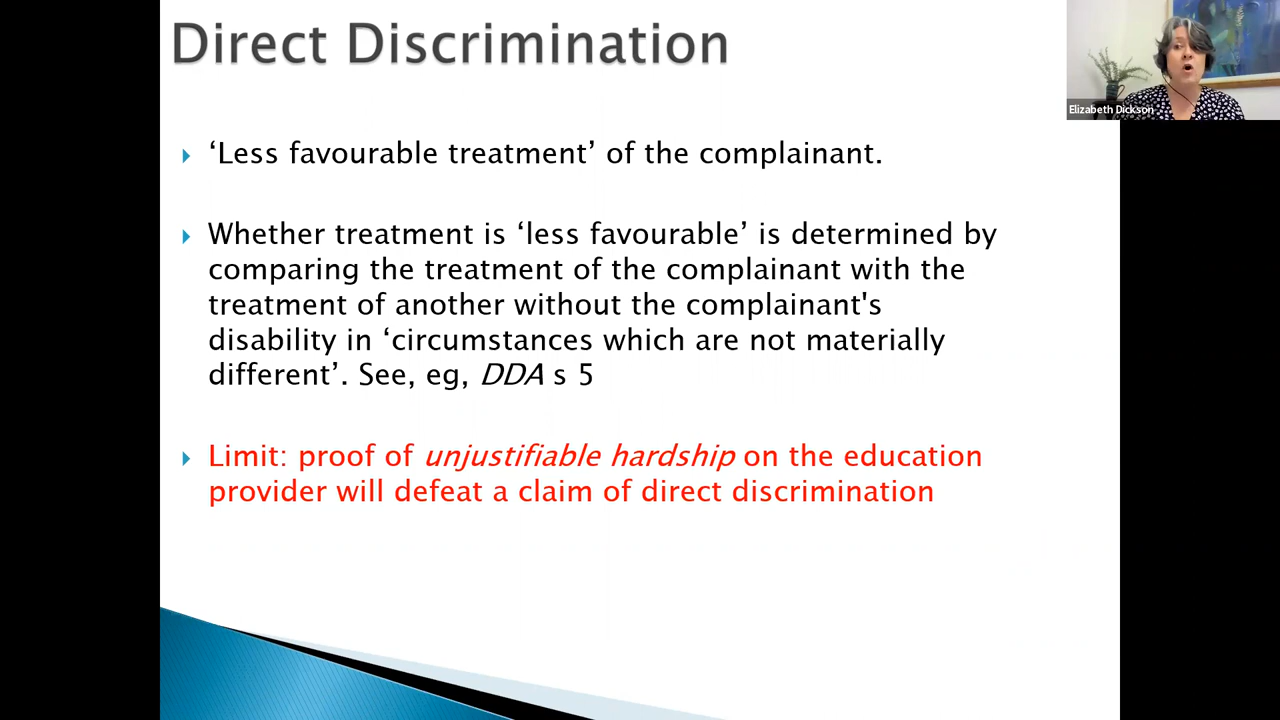 Direct Discrimination
Elizabeth Dickson
‘Less favourable treatment’ of the complainant.
Whether treatment is ‘less favourable’ is determined by
comparing the treatment of the complainant with the
treatment of another without the complainant's
disability in ‘circumstances which are not materially
different’. See, eg, DDA s 5
Limit: proof of unjustifiable hardship on the education
provider will defeat a claim of direct discrimination